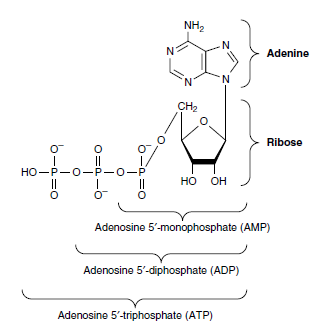 NH2
N
N
N
N
Adenine
CH2
O
O
Ribose
O– O O–
HO–P–O–P–O–P
O O– O
HO OH
Adenosine 5′-monophosphate (AMP)
Adenosine 5′-diphosphate (ADP)
Adenosine 5′-triphosphate (ATP)